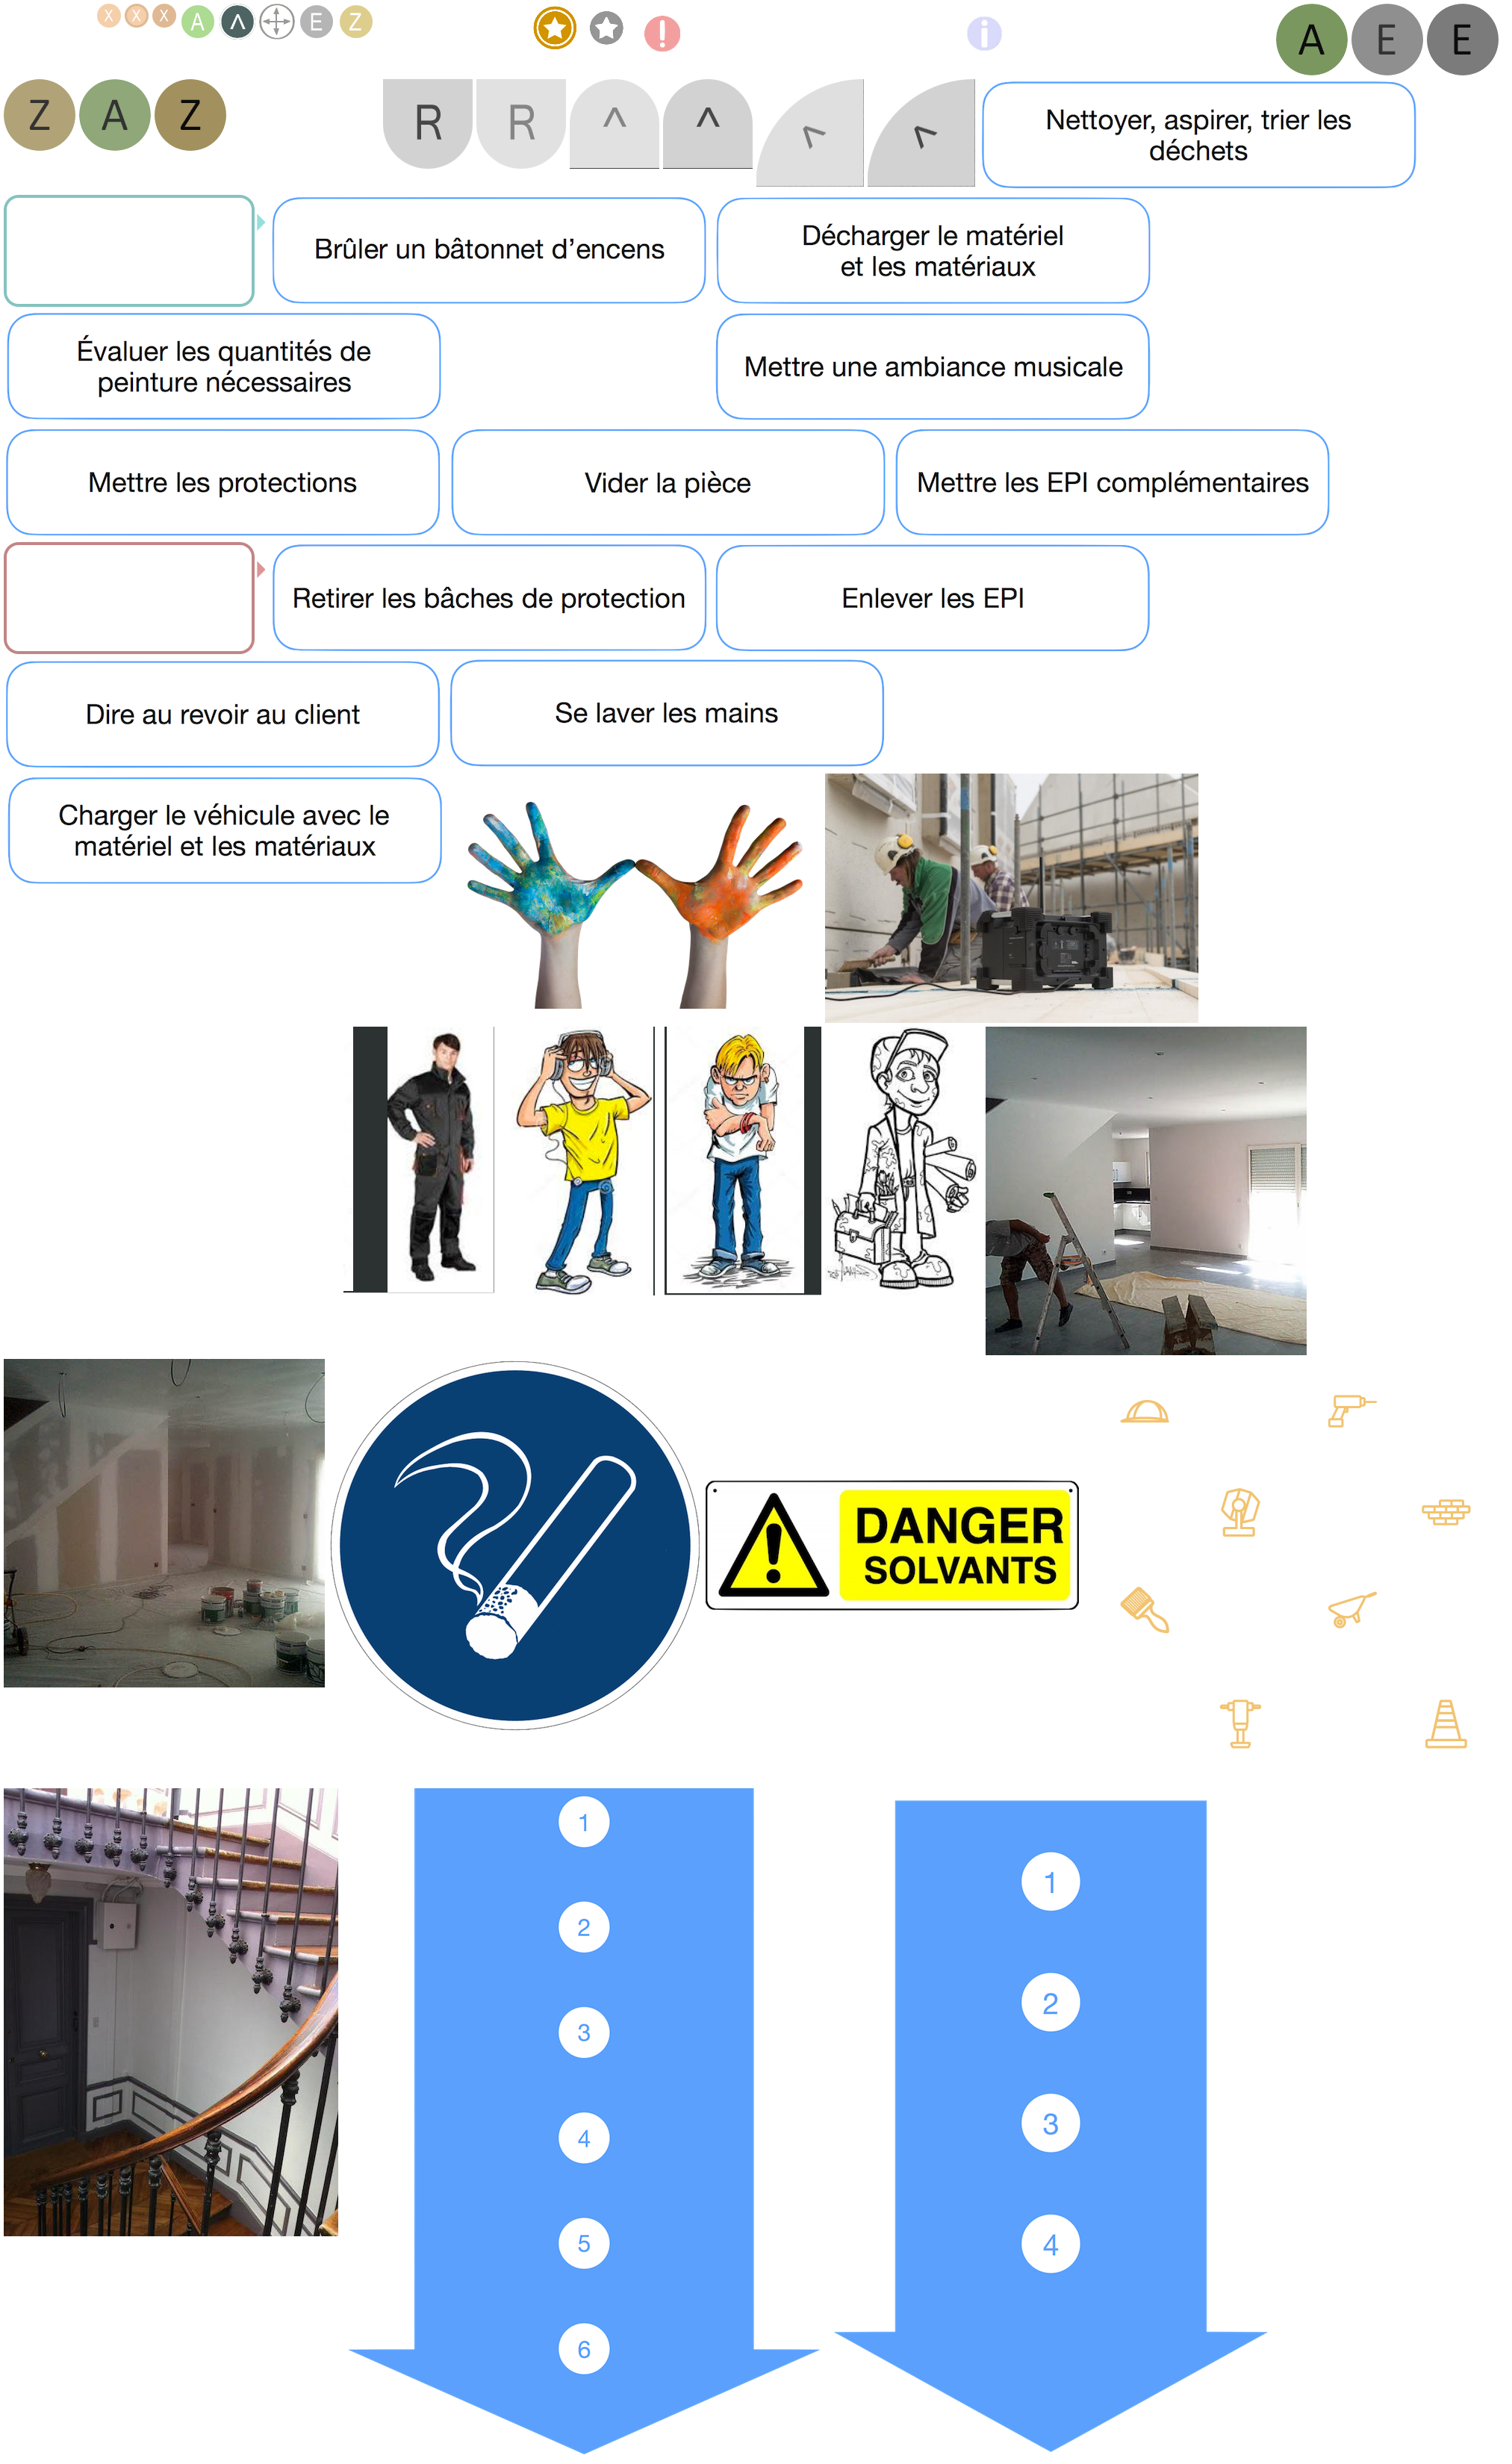 X X X A Λ E Z
A E E
Z A Z
R R ^ ^ < <
Nettoyer, aspirer, trier les
déchets
Brûler un bâtonnet d’encens
Décharger le matériel
et les matériaux
Évaluer les quantités de
peinture nécessaires
Mettre une ambiance musicale
Mettre les protections
Vider la pièce
Mettre les EPI complémentaires
Retirer les bâches de protection
Enlever les EPI
Dire au revoir au client
Se laver les mains
Charger le véhicule avec le
matériel et les matériaux
DANGER
SOLVANTS
1
2
3
4
5
6
1
2
3
4